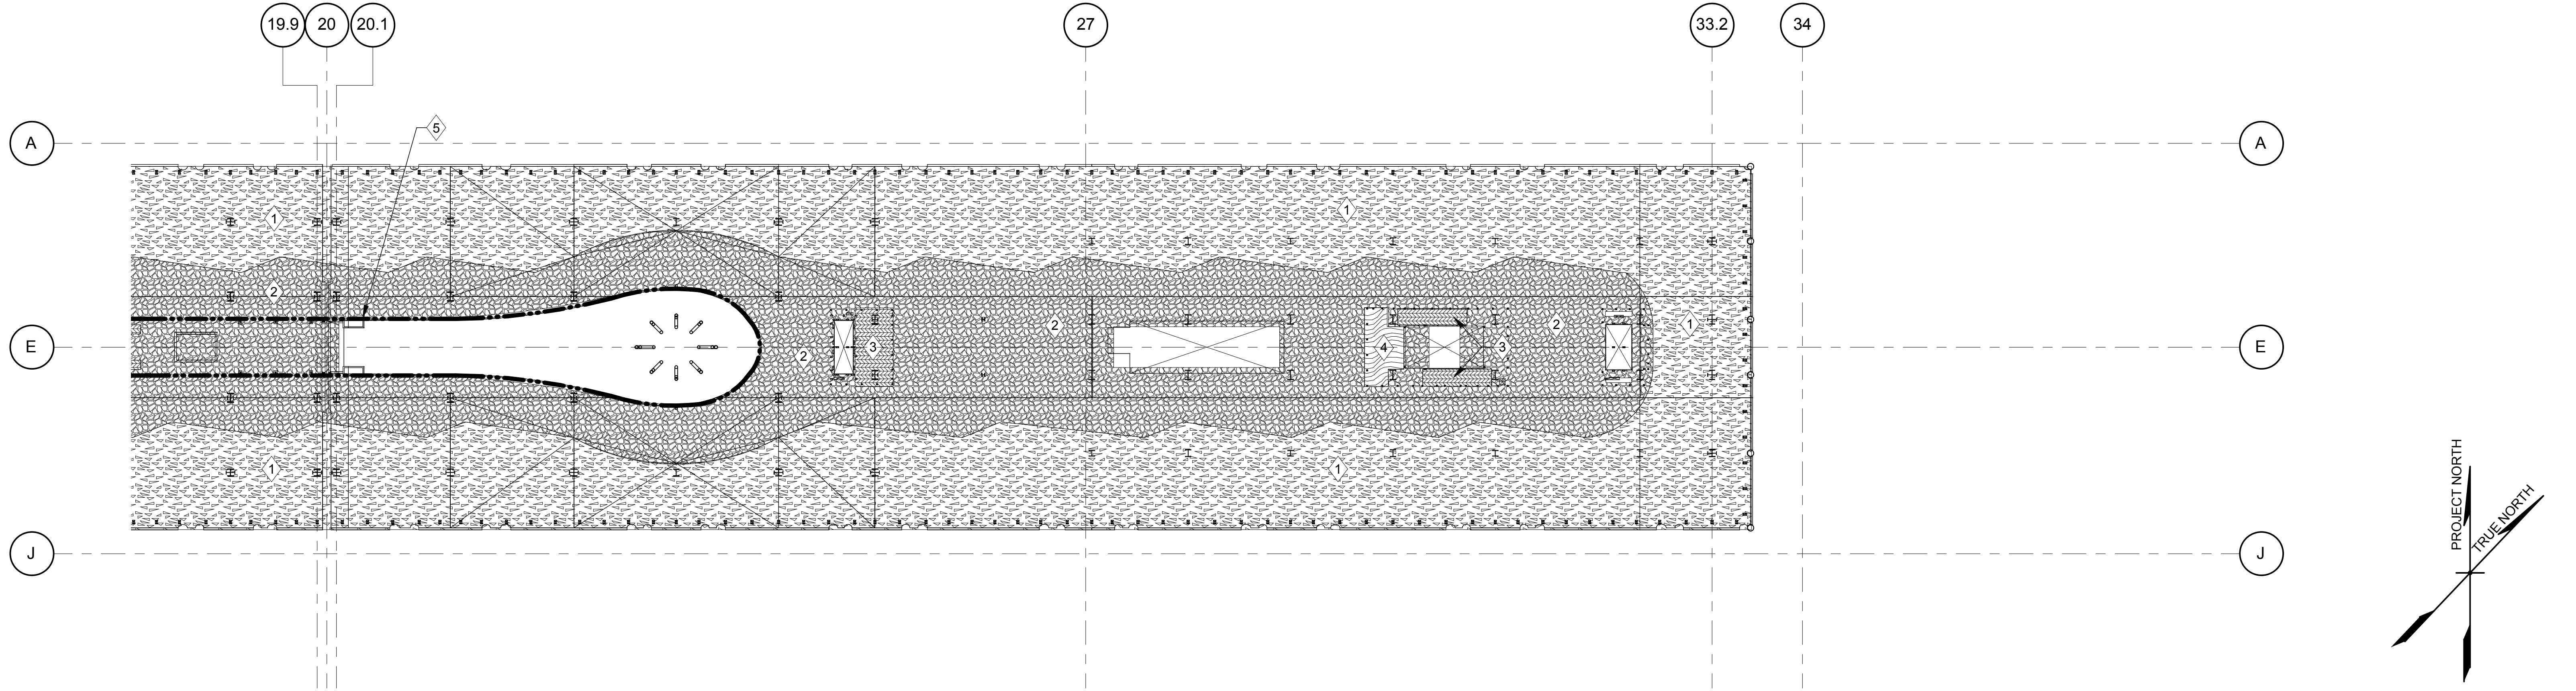 19.9 20 20.1 27 33.2 34
5
A A
1 1
2 2 2 1
E 2 3 4 3 E
1 1
J J
PROJECT NORTH
TRUE NORTH